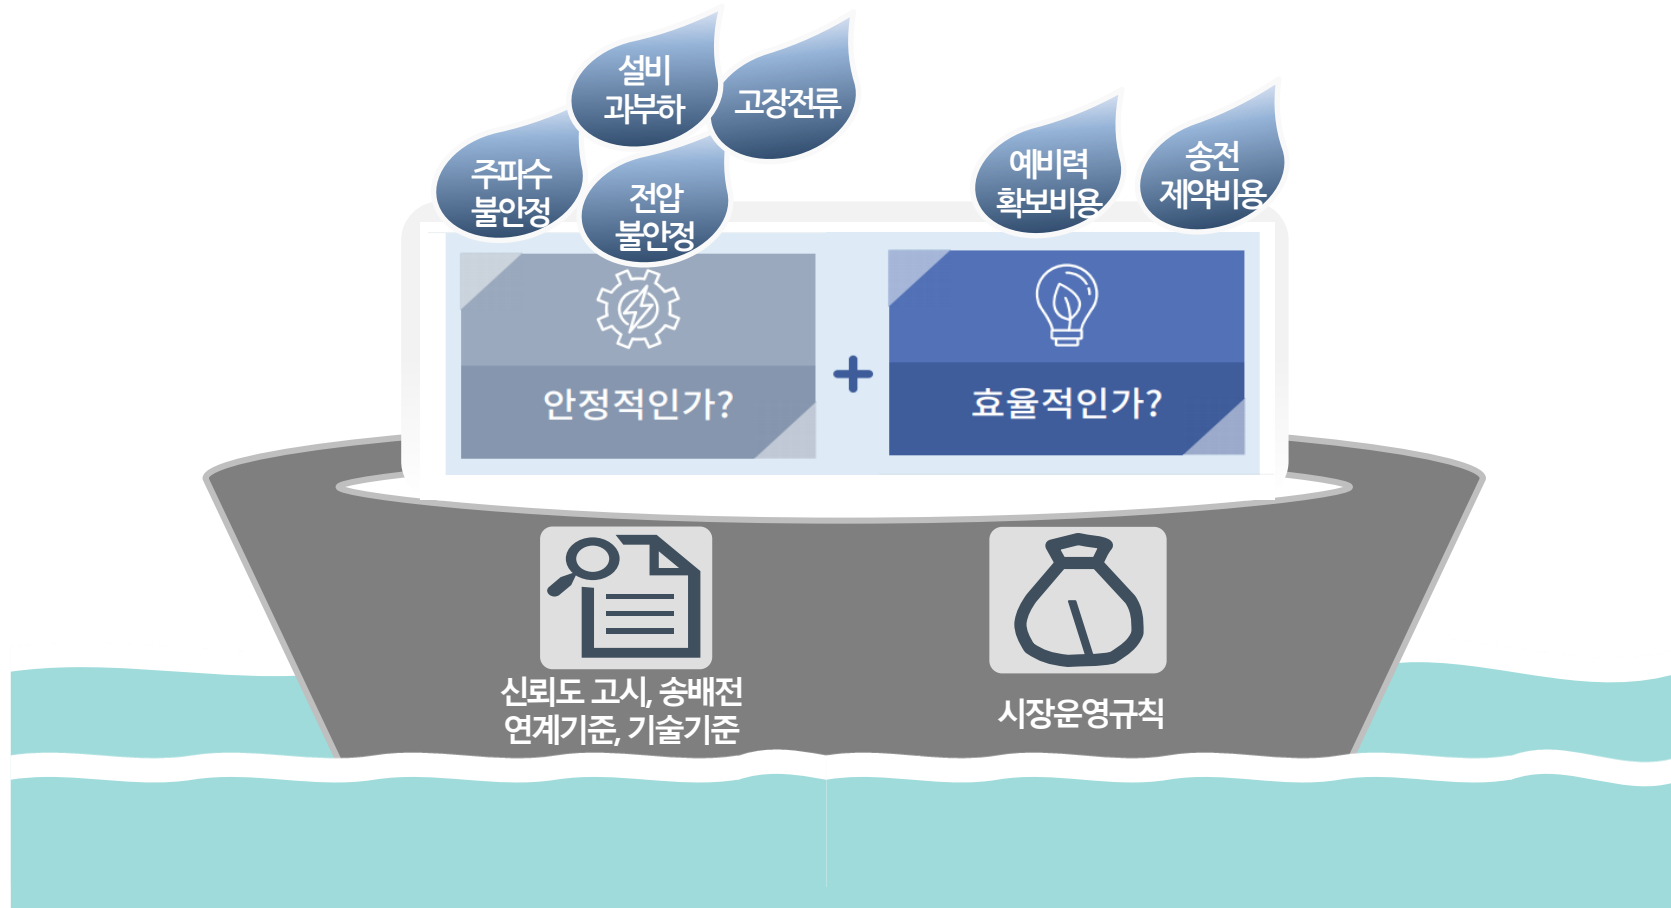 설비
과부하
고장전류
주파수
불안정
전압
불안정
예비력
확보비용
송전
제약비용
안정적인가?
+
효율적인가?
신뢰도 고시, 송배전
연계기준, 기술기준
시장운영규칙